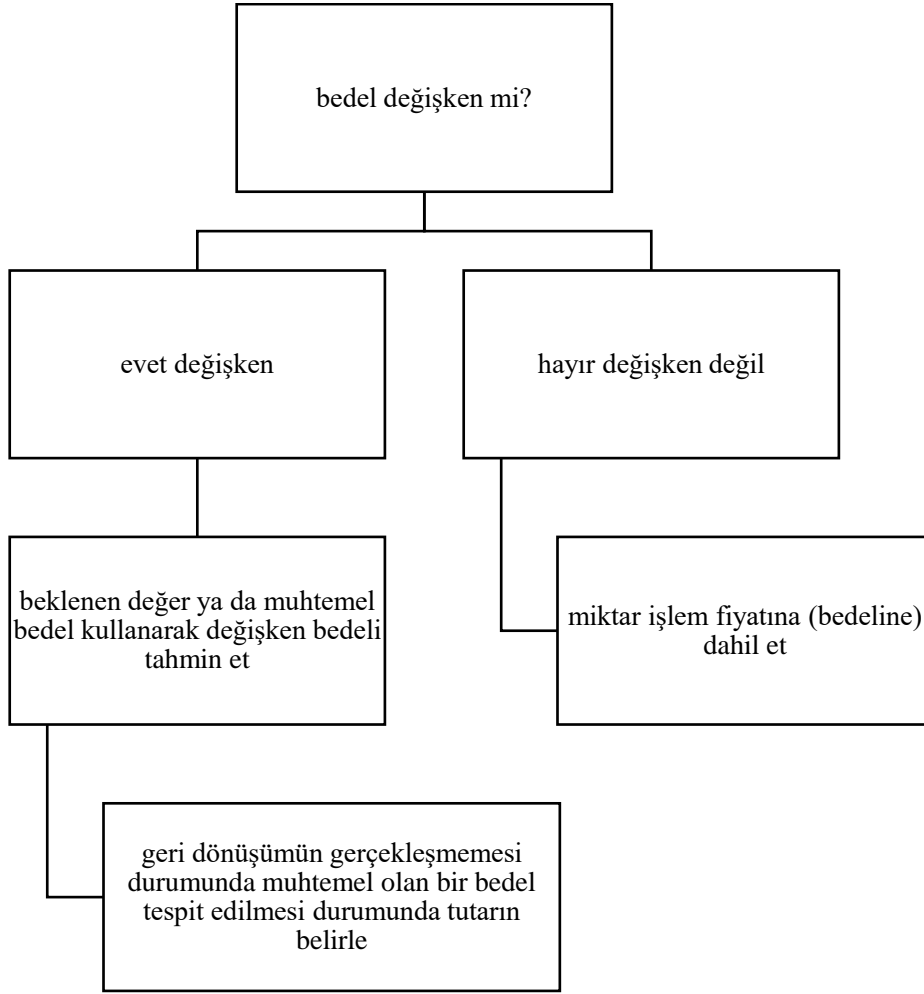 bedel değişken mi?
evet değişken
hayır değişken değil
beklenen değer ya da muhtemel
bedel kullanarak değişken bedeli
tahmin et
miktar işlem fiyatına (bedeline)
dahil et
geri dönüşümün gerçekleşmemesi
durumunda muhtemel olan bir bedel
tespit edilmesi durumunda tutarın
belirle